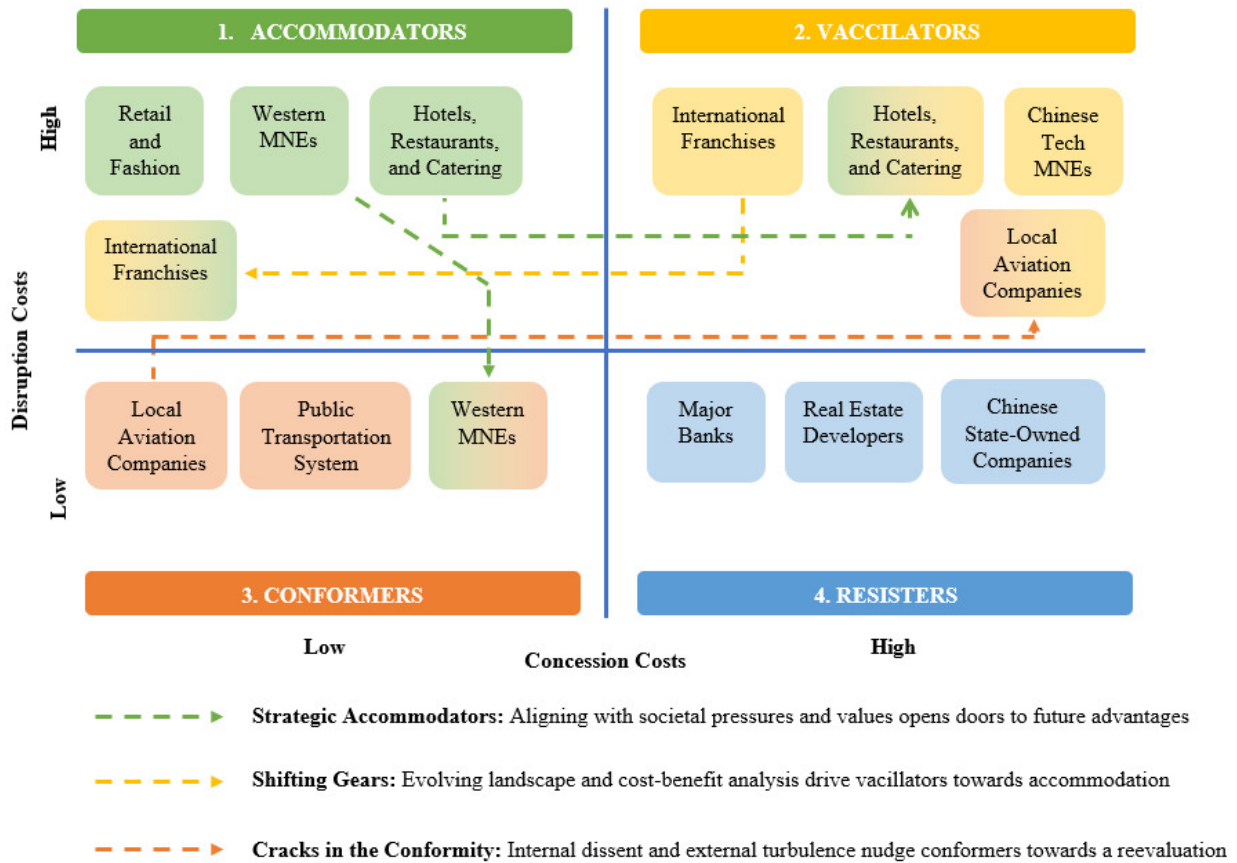 1. ACCOMMODATORS
2. VACCILATORS
High
Retail
and
Fashion
Western
MNEs
Hotels,
Restaurants,
and Catering
International
Franchises
Hotels,
Restaurants,
and Catering
Chinese
Tech
MNEs
International
Franchises
Local
Aviation
Companies
Disruption Costs
Low
Local
Aviation
Companies
Public
Transportation
System
Western
MNEs
Major
Banks
Real Estate
Developers
Chinese
State-Owned
Companies
3. CONFORMERS
4. RESISTERS
Low
High
Concession Costs
Strategic Accommodators: Aligning with societal pressures and values opens doors to future advantages
Shifting Gears: Evolving landscape and cost-benefit analysis drive vacillators towards accommodation
Cracks in the Conformity: Internal dissent and external turbulence nudge conformers towards a reevaluation